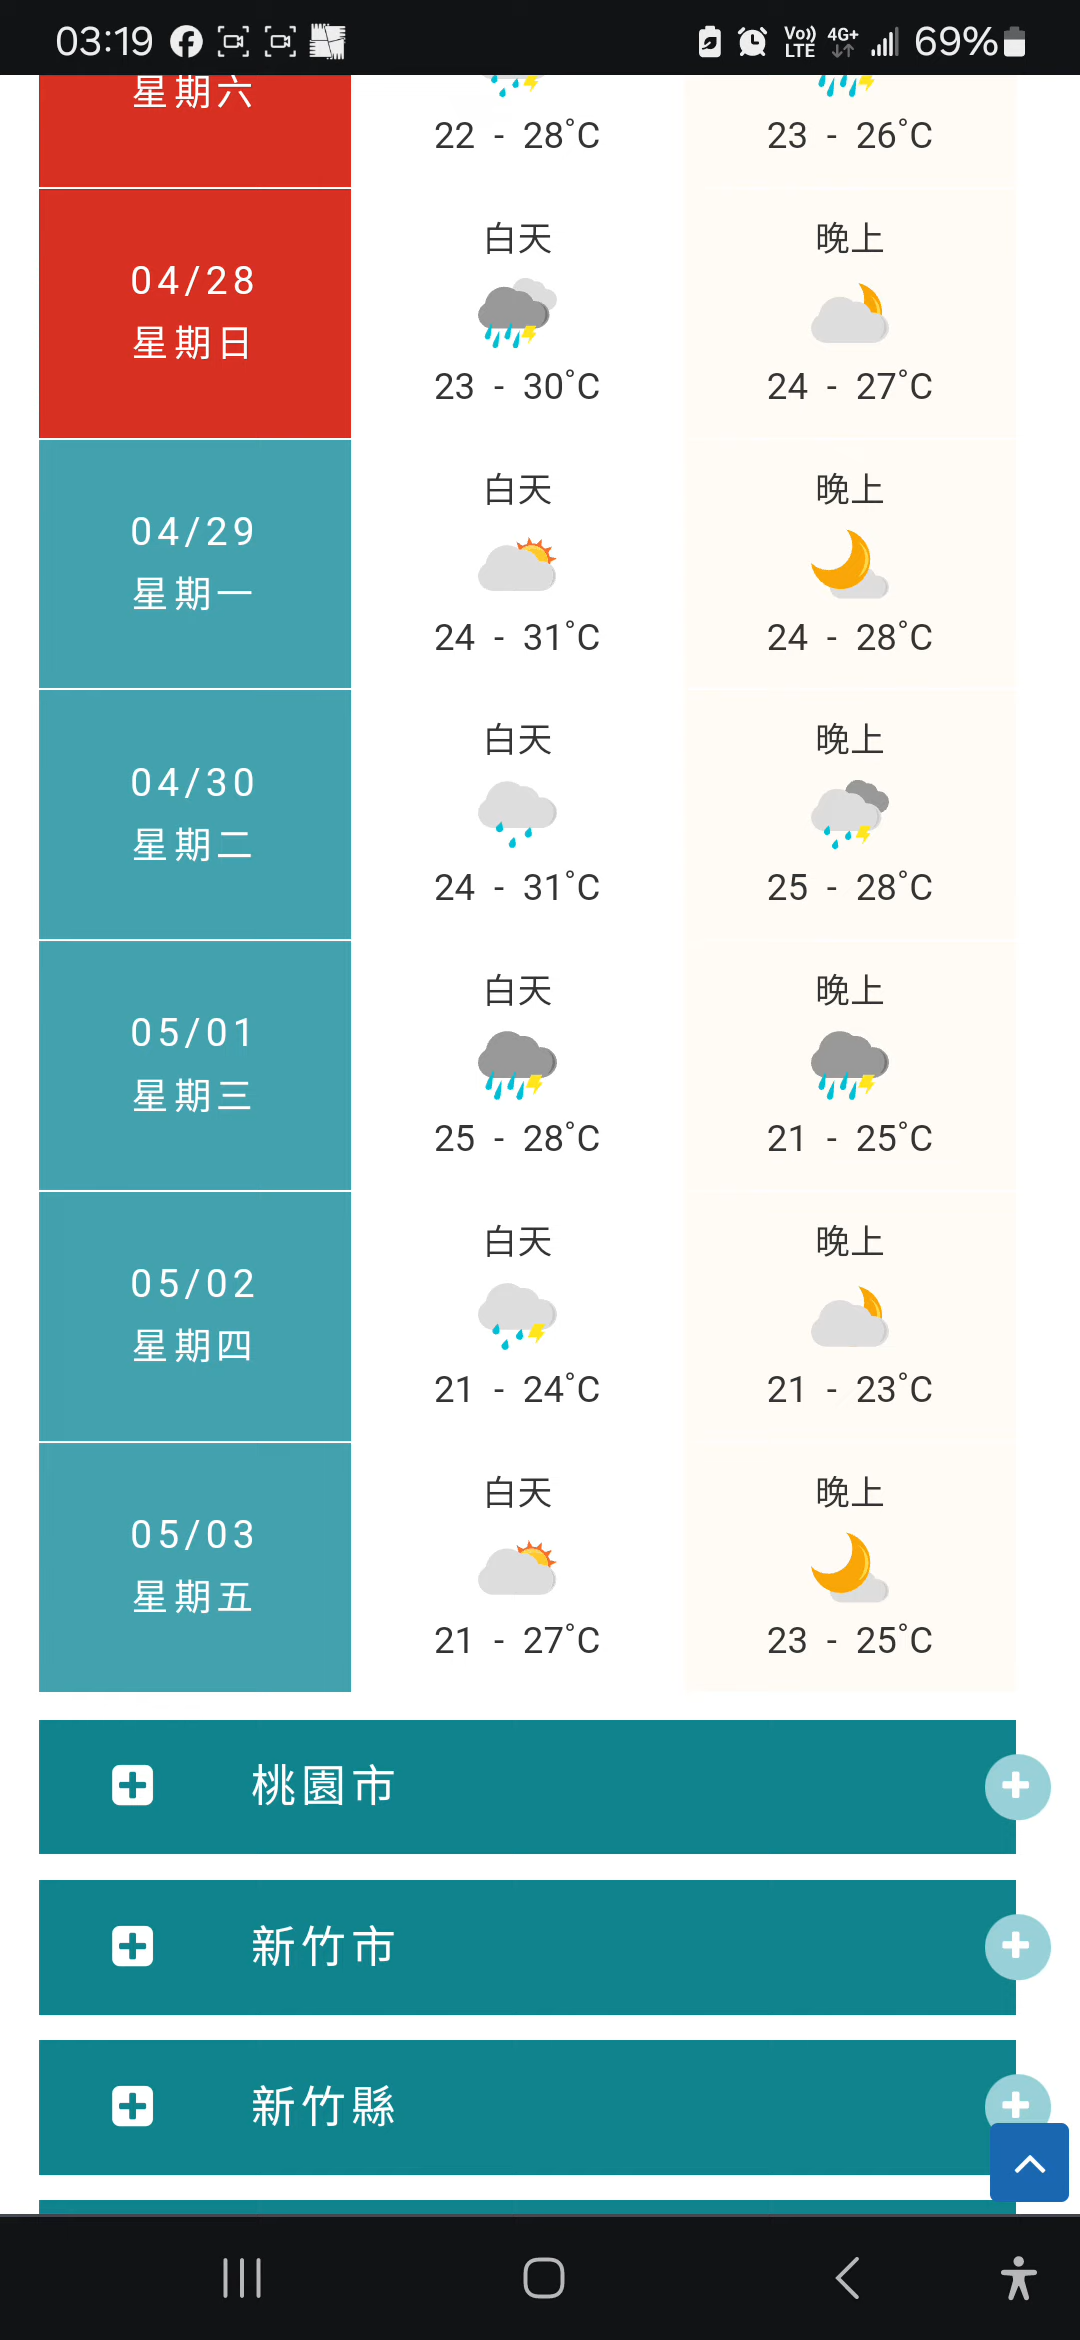 03:19 Vo)) LTE 4G+ 69%
星期六
22 - 28°C 23 - 26°C
白天 晚上
04/28
星期日
23 - 30°C 24 - 27°C
白天 晚上
04/29
星期一
24 - 31°C 24 - 28°C
白天 晚上
04/30
星期二
24 - 31°C 25 - 28°C
白天 晚上
05/01
星期三
25 - 28°C 21 - 25°C
白天 晚上
05/02
星期四
21 - 24°C 21 - 23°C
白天 晚上
05/03
星期五
21 - 27°C 23 - 25°C
桃園市
新竹市
新竹縣